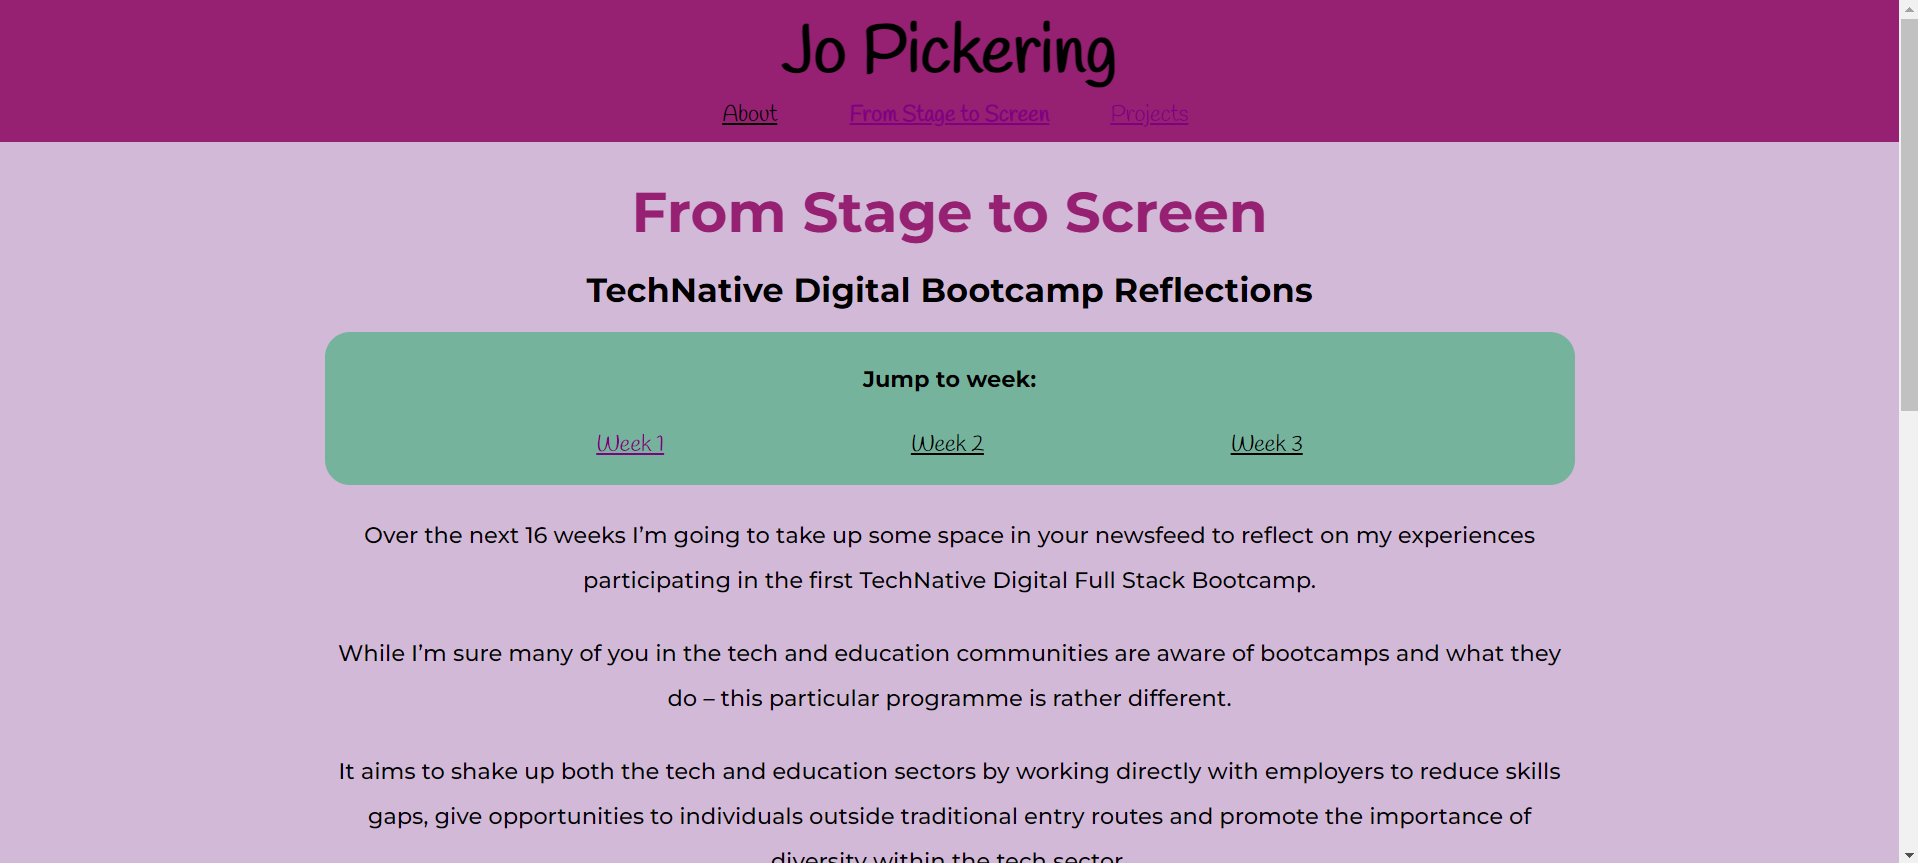 Jo Pickering
About From Stage to Screen Projects
From Stage to Screen
TechNative Digital Bootcamp Reflections
Jump to week:
Week 1 Week 2 Week 3
Over the next 16 weeks I’m going to take up some space in your newsfeed to reflect on my experiences
participating in the first TechNative Digital Full Stack Bootcamp.
While I’m sure many of you in the tech and education communities are aware of bootcamps and what they
do – this particular programme is rather different.
It aims to shake up both the tech and education sectors by working directly with employers to reduce skills
gaps, give opportunities to individuals outside traditional entry routes and promote the importance of
diversity within the tech sector.